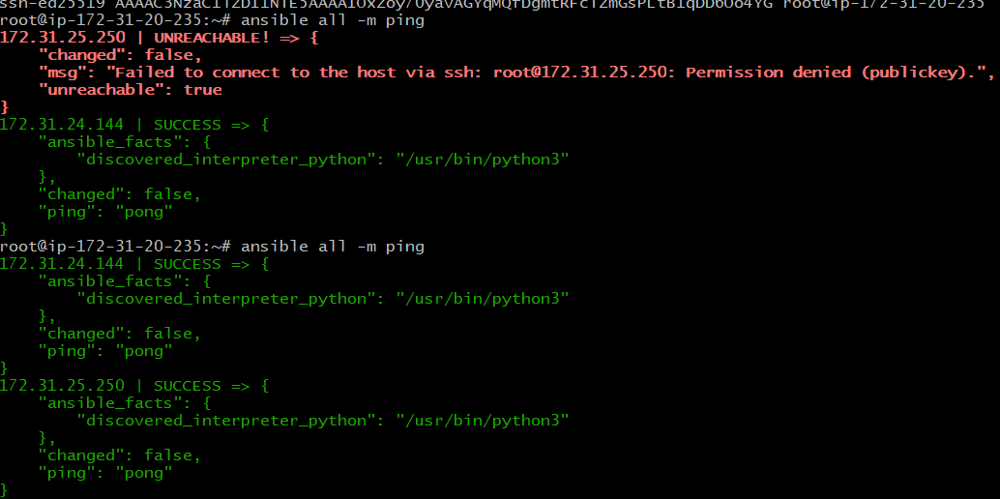 root@ip-172-31-20-235
root@ip-172-31-20-235:~# ansible all -m ping
172.31.25.250 | UNREACHABLE! => {
    "changed": false,
    "msg": "Failed to connect to the host via ssh: root@172.31.25.250: Permission denied (publickey).",
    "unreachable": true
}
172.31.24.144 | SUCCESS => {
    "ansible_facts": {
        "discovered_interpreter_python": "/usr/bin/python3"
    },
    "changed": false,
    "ping": "pong"
}
root@ip-172-31-20-235:~# ansible all -m ping
172.31.24.144 | SUCCESS => {
    "ansible_facts": {
        "discovered_interpreter_python": "/usr/bin/python3"
    },
    "changed": false,
    "ping": "pong"
}
172.31.25.250 | SUCCESS => {
    "ansible_facts": {
        "discovered_interpreter_python": "/usr/bin/python3"
    },
    "changed": false,
    "ping": "pong"
}